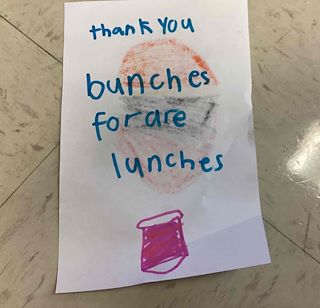 thank you
bunches
for are
lunches